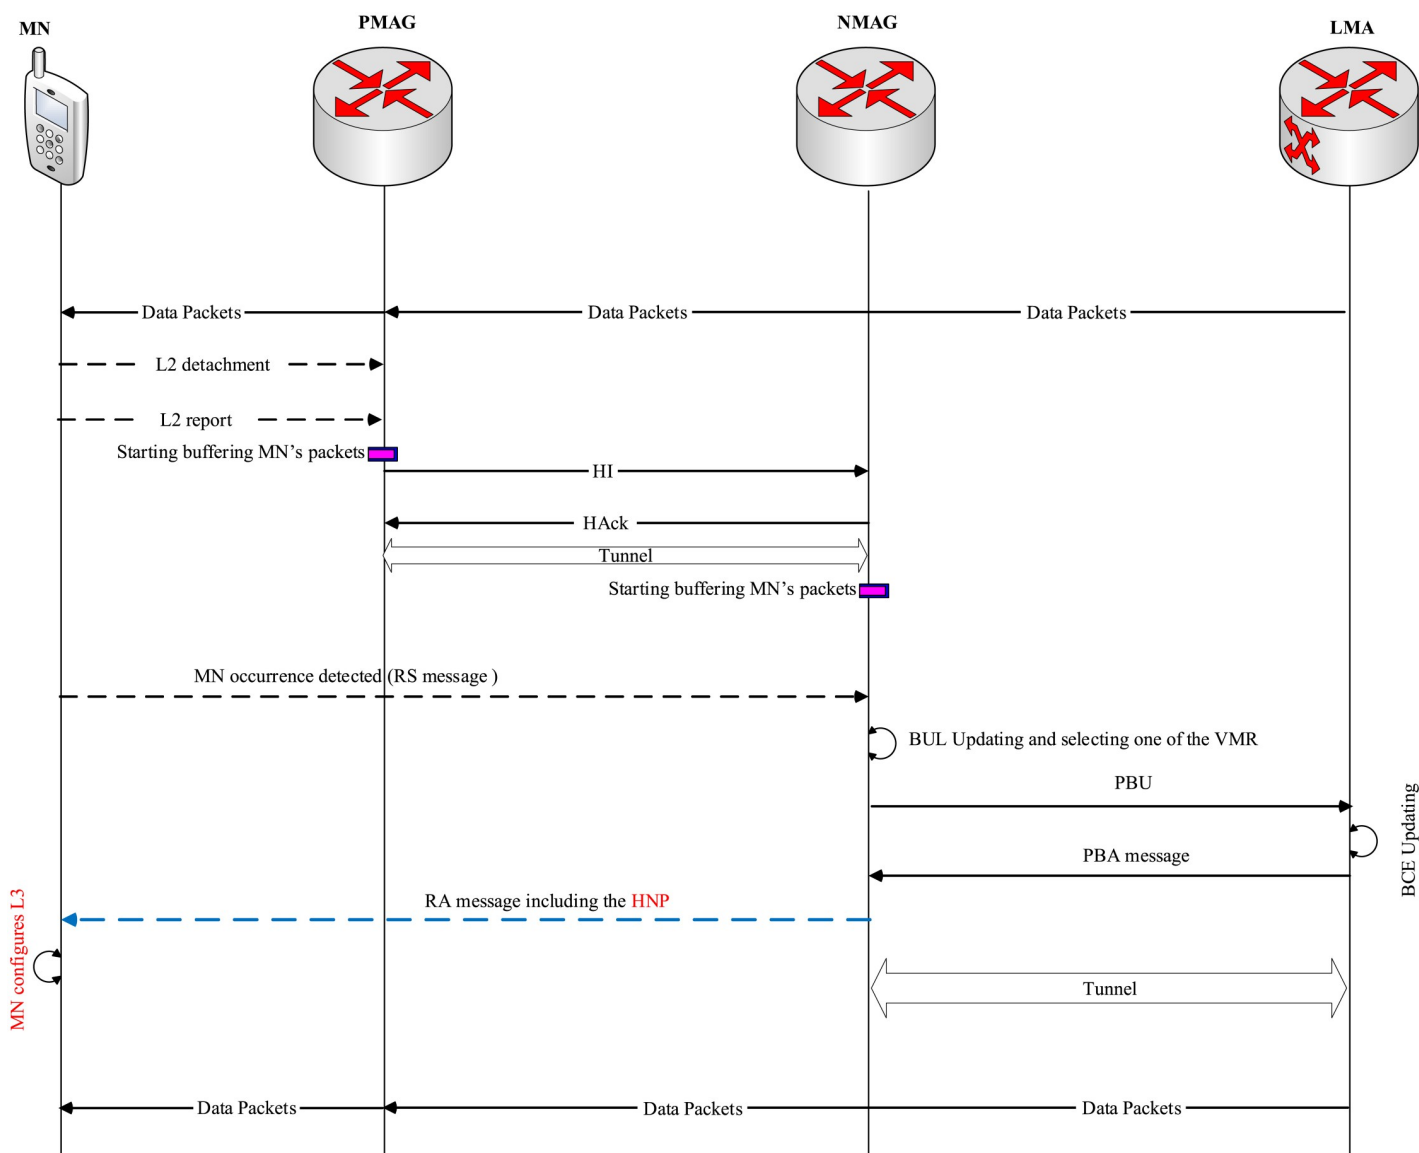 MN
PMAG
NMAG
LMA
Data Packets
Data Packets
Data Packets
L2 detachment
L2 report
Starting buffering MN’s packets
HI
HAck
Tunnel
Starting buffering MN’s packets
MN occurrence detected (RS message )
BUL Updating and selecting one of the VMR
PBU
BCE Updating
PBA message
RA message including the HNP
MN configures L3
Tunnel
Data Packets
Data Packets
Data Packets